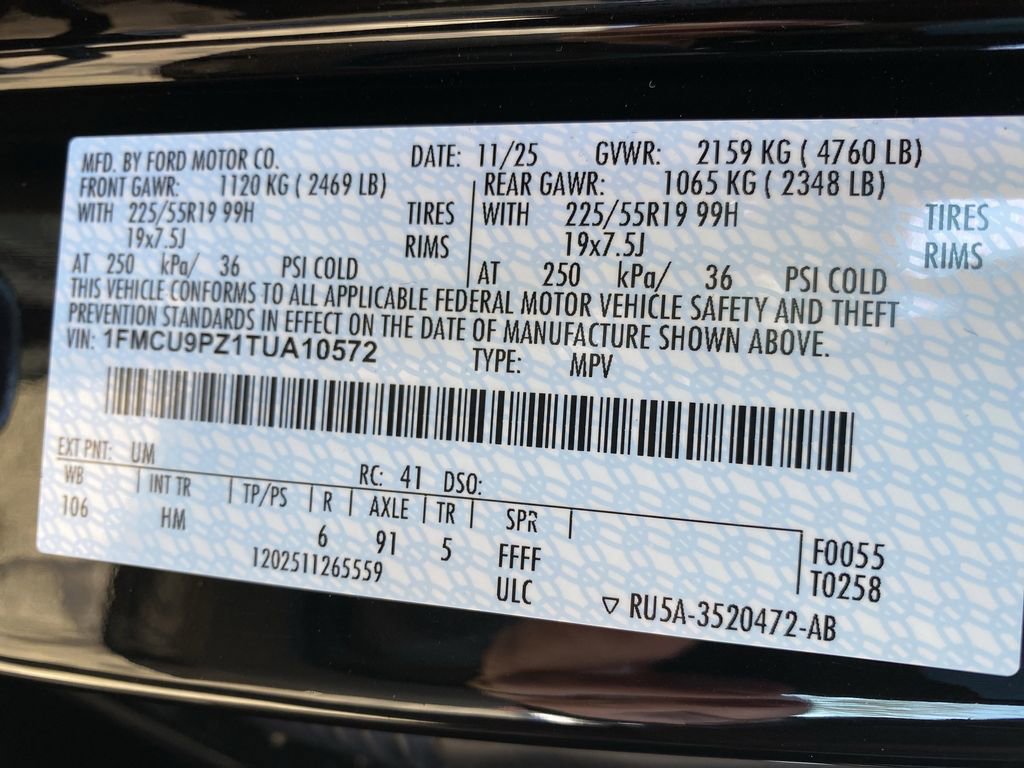 MFD. BY FORD MOTOR CO. DATE: 11/25 GVWR: 2159 KG ( 4760 LB)
FRONT GAWR: 1120 KG ( 2469 LB) REAR GAWR: 1065 KG ( 2348 LB)
WITH 225/55R19 99H TIRES WITH 225/55R19 99H TIRES
19x7.5J RIMS 19x7.5J RIMS
AT 250 kPa/ 36 PSI COLD AT 250 kPa/ 36 PSI COLD
THIS VEHICLE CONFORMS TO ALL APPLICABLE FEDERAL MOTOR VEHICLE SAFETY AND THEFT
PREVENTION STANDARDS IN EFFECT ON THE DATE OF MANUFACTURE SHOWN ABOVE.
VIN: 1FMCU9PZ1TUA10572 TYPE: MPV
EXT PNT: UM RC: 41 DSO:
WB INT TR TP/PS R AXLE TR SPR
106 HM 6 91 5 FFFF F0055
1202511265559 ULC T0258
▽ RU5A-3520472-AB